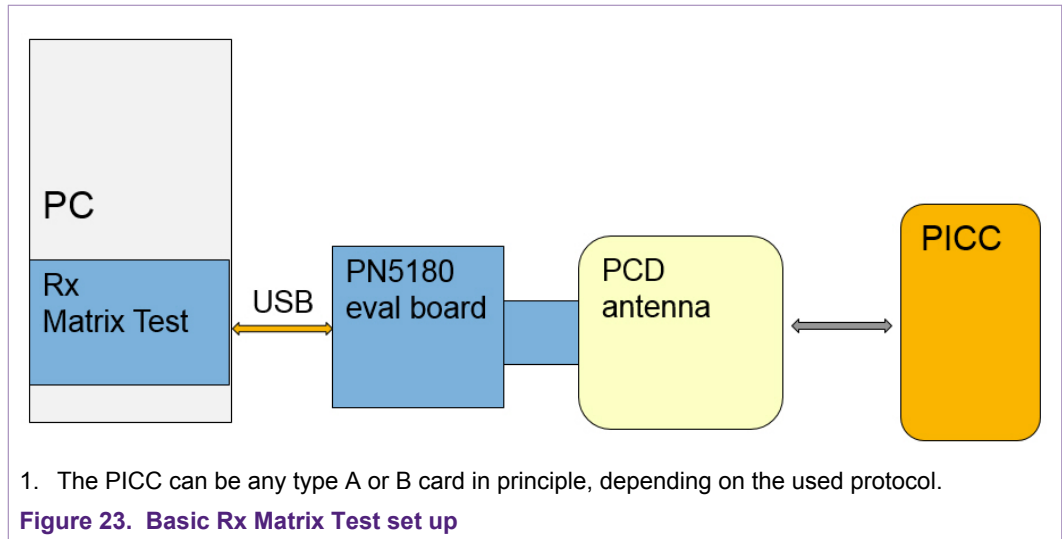 PC
Rx
Matrix Test
USB
PN5180
eval board
PCD
antenna
PICC
1. The PICC can be any type A or B card in principle, depending on the used protocol.
Figure 23. Basic Rx Matrix Test set up